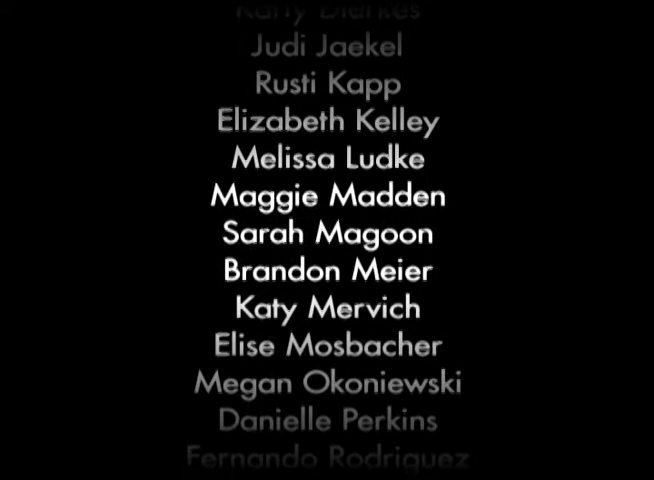 Judi Jaekel
Rusti Kapp
Elizabeth Kelley
Melissa Ludke
Maggie Madden
Sarah Magoon
Brandon Meier
Katy Mervich
Elise Mosbacher
Megan Okoniewski
Danielle Perkins
Fernando Rodriguez